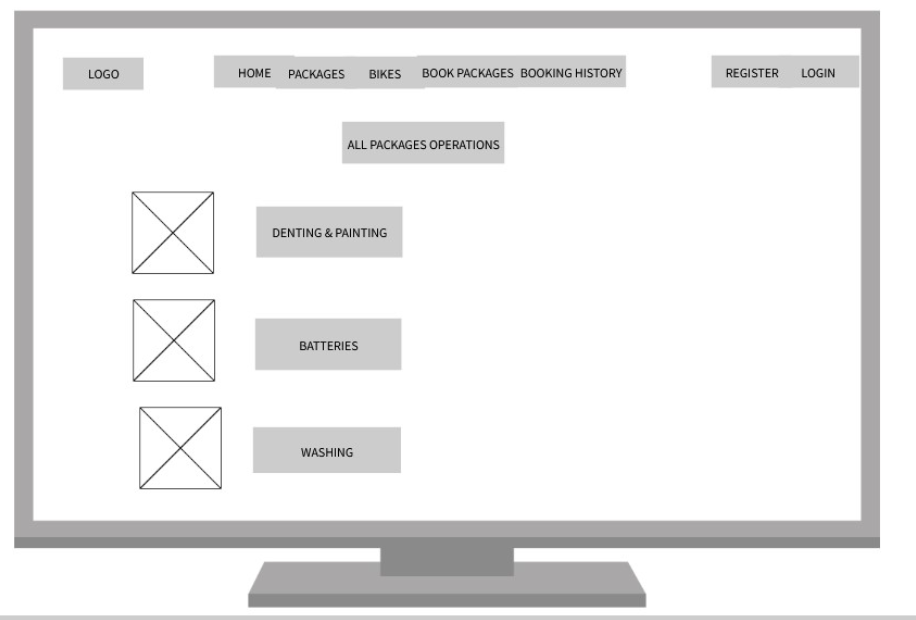 LOGO
HOME PACKAGES BIKES BOOK PACKAGES BOOKING HISTORY
REGISTER LOGIN
ALL PACKAGES OPERATIONS
DENTING & PAINTING
BATTERIES
WASHING